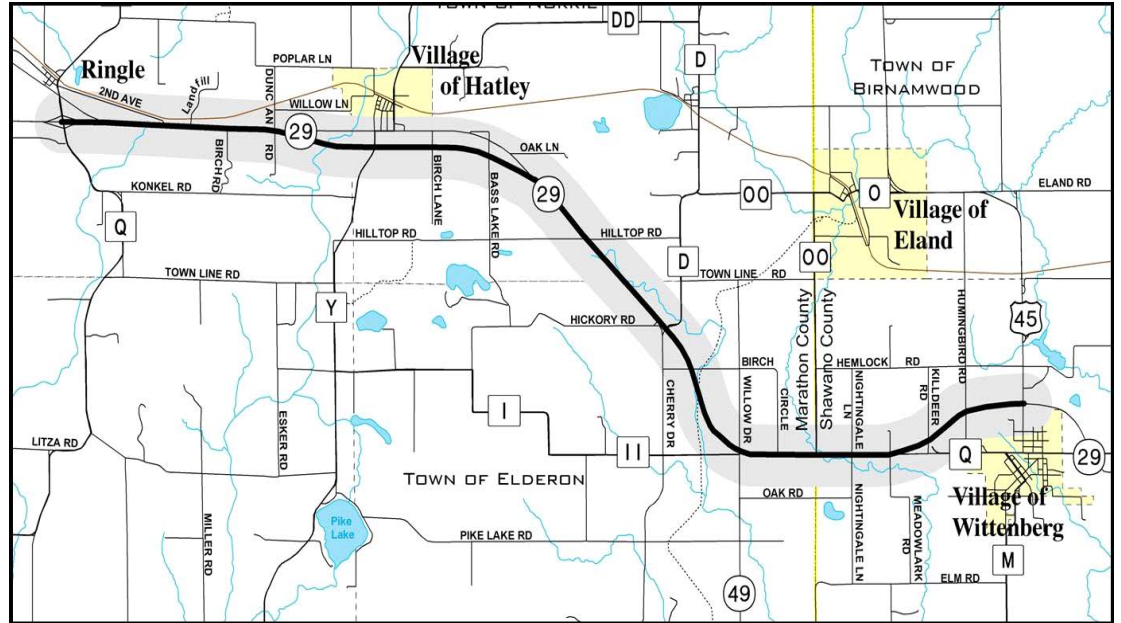 TOWN OF NORRIE
DD
D
Ringle
POPLAR LN
Village
of Hatley
TOWN OF
BIRNAMWOOD
2ND AVE
Landfill
DUNCAN RD
WILLOW LN
29
BIRCH RD
BIRCH LANE
BASS LAKE RD
OAK LN
29
KONKEL RD
OO
O
ELAND RD
Village of
Eland
Q
HILLTOP RD
HILLTOP RD
D
OO
TOWN LINE RD
TOWN LINE RD
Y
HICKORY RD
Marathon County
Shawano County
HUMINGBIRD RD
45
BIRCH
CIRCLE
HEMLOCK RD
CHERRY DR
WILLOW DR
NIGHTINGALE
LN
KILLDEER
RD
I
ESKER RD
LITZA RD
II
Q
29
TOWN OF ELDERON
OAK RD
NIGHTINGALE LN
MEADOWLARK
RD
Village of
Wittenberg
Pike
Lake
MILLER RD
PIKE LAKE RD
M
ELM RD
49